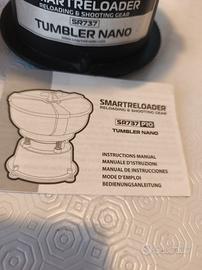 SMARTRELOADER
RELOADING & SHOOTING GEAR
SR737
TUMBLER NANO
SMARTRELOADER
RELOADING & SHOOTING GEAR
SR737 PRO
TUMBLER NANO
INSTRUCTIONS MANUAL
MANUALE D'ISTRUZIONI
MANUAL DE INSTRUCCIONES
MODE D'EMPLOI
BEDIENUNGSANLEITUNG